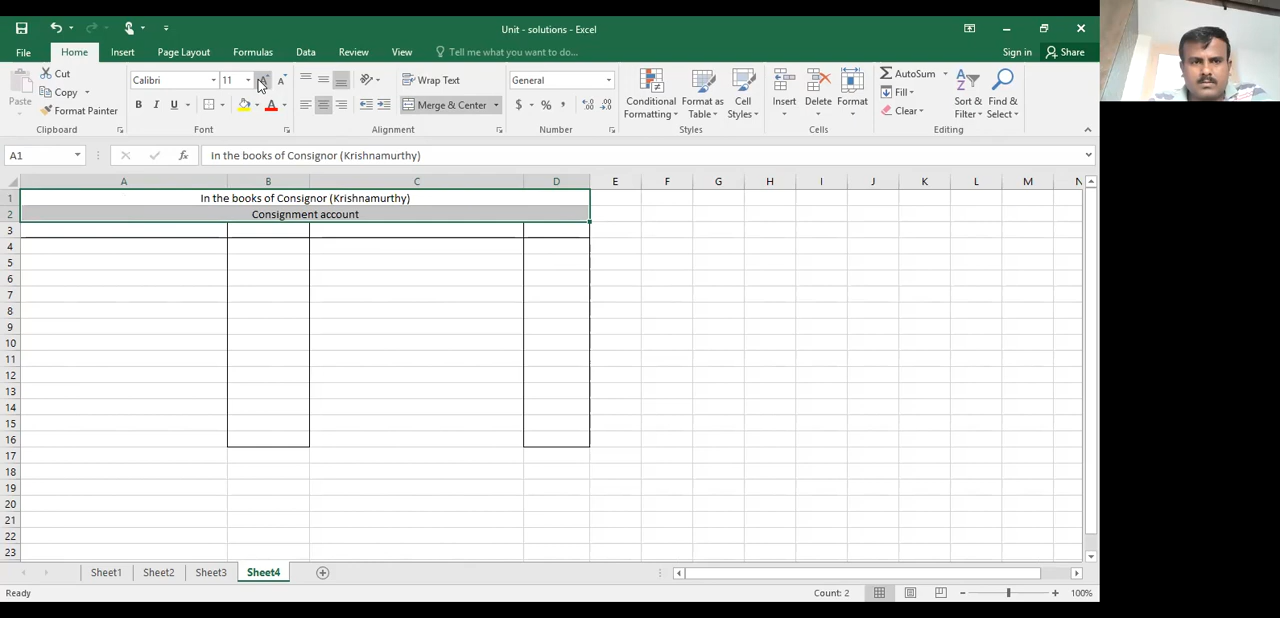 Unit - solutions - Excel
File Home Insert Page Layout Formulas Data Review View Tell me what you want to do... Sign in Share
Paste Cut Calibri 11 A A Wrap Text General Conditional Formatting Format as Table Cell Styles Insert Delete Format AutoSum Sort & Filter Find & Select
Copy Fill
Format Painter B I U A Merge & Center $ % , Clear
Clipboard Font Alignment Number Styles Cells Editing
A1 fx In the books of Consignor (Krishnamurthy)
A B C D E F G H I J K L M N
1 In the books of Consignor (Krishnamurthy)
2 Consignment account
3
4
5
6
7
8
9
10
11
12
13
14
15
16
17
18
19
20
21
22
23
Sheet1 Sheet2 Sheet3 Sheet4
Ready Count: 2 100%